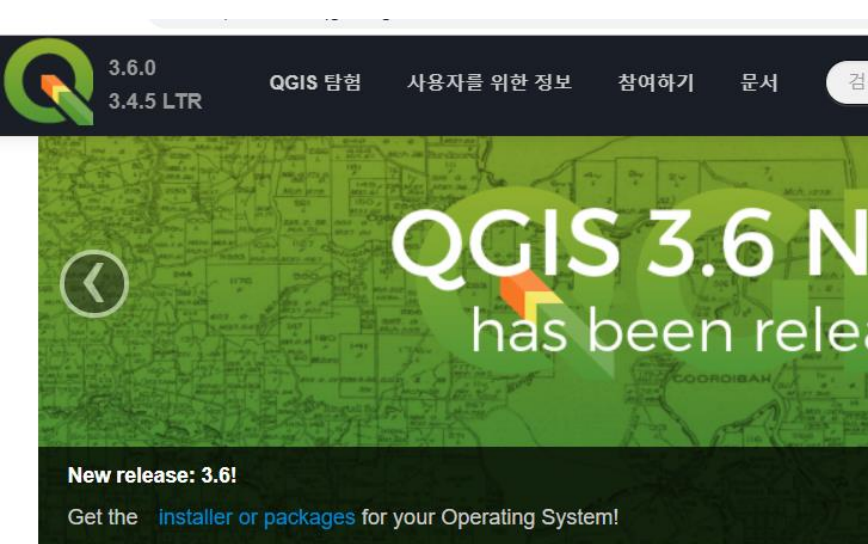 3.6.0
3.4.5 LTR
QGIS 탐험 사용자를 위한 정보 참여하기 문서 검
QGIS 3.6 N
has been relea
COOROIBAH
New release: 3.6!
Get the installer or packages for your Operating System!